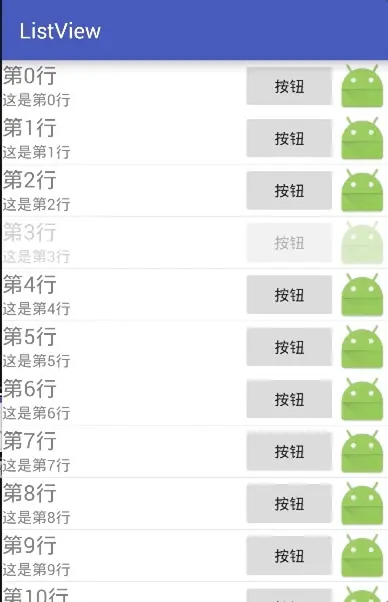 ListView
第0行
按钮
这是第0行
第1行
按钮
这是第1行
第2行
按钮
这是第2行
第3行
按钮
这是第3行
第4行
按钮
这是第4行
第5行
按钮
这是第5行
第6行
按钮
这是第6行
第7行
按钮
这是第7行
第8行
按钮
这是第8行
第9行
按钮
这是第9行
第10行